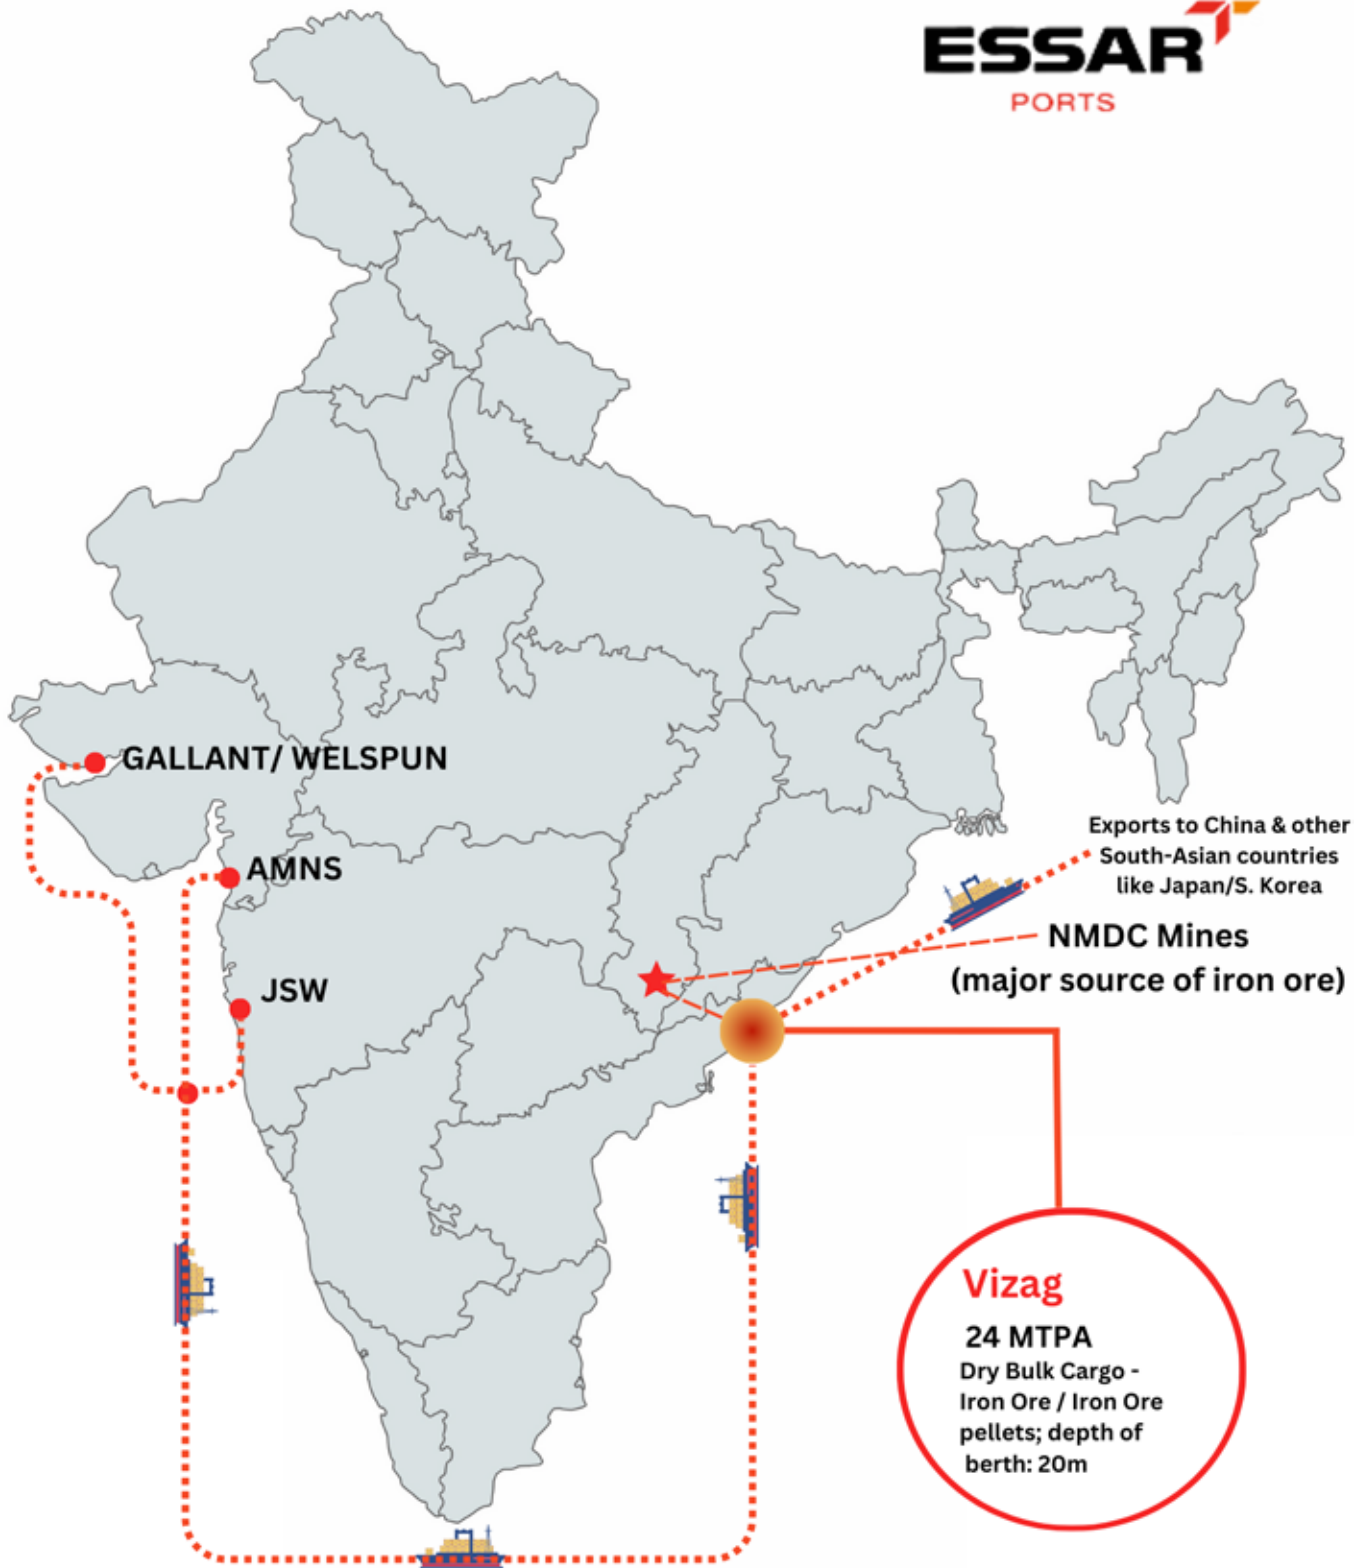 ESSAR
PORTS
GALLANT/ WELSPUN
AMNS
JSW
Exports to China & other
South-Asian countries
like Japan/S. Korea
NMDC Mines
(major source of iron ore)
Vizag
24 MTPA
Dry Bulk Cargo -
Iron Ore / Iron Ore
pellets; depth of
berth: 20m